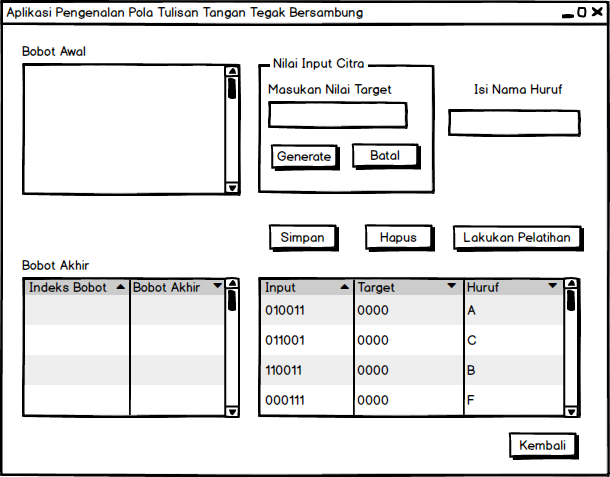 Aplikasi Pengenalan Pola Tulisan Tangan Tegak Bersambung
Bobot Awal
Nilai Input Citra
Masukan Nilai Target
Isi Nama Huruf
Generate
Batal
Simpan
Hapus
Lakukan Pelatihan
Bobot Akhir
Indeks Bobot
Bobot Akhir
Input
Target
Huruf
010011
0000
A
011001
0000
C
110011
0000
B
000111
0000
F
Kembali